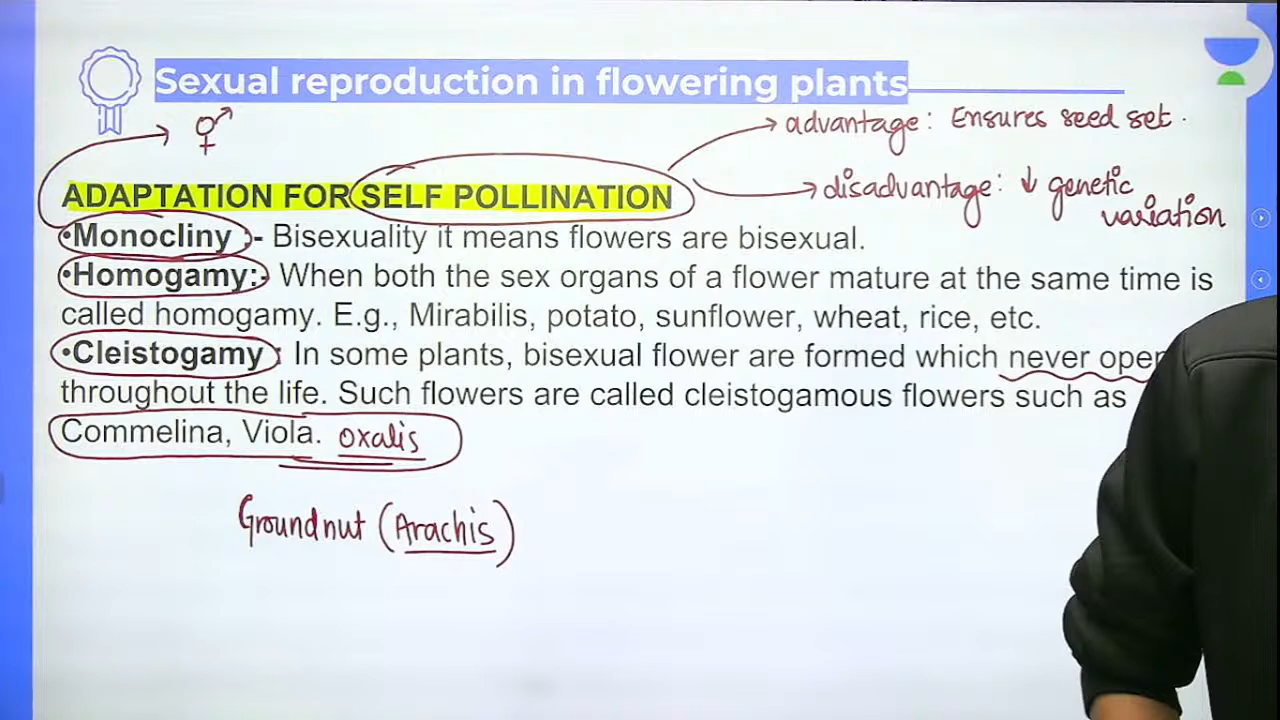 Sexual reproduction in flowering plants
⚥
advantage: Ensures seed set.
ADAPTATION FOR SELF POLLINATION
disadvantage: ↓ genetic
variation
•Monocliny :- Bisexuality it means flowers are bisexual.
•Homogamy:- When both the sex organs of a flower mature at the same time is
called homogamy. E.g., Mirabilis, potato, sunflower, wheat, rice, etc.
•Cleistogamy : In some plants, bisexual flower are formed which never open
throughout the life. Such flowers are called cleistogamous flowers such as
Commelina, Viola. oxalis
Groundnut (Arachis)